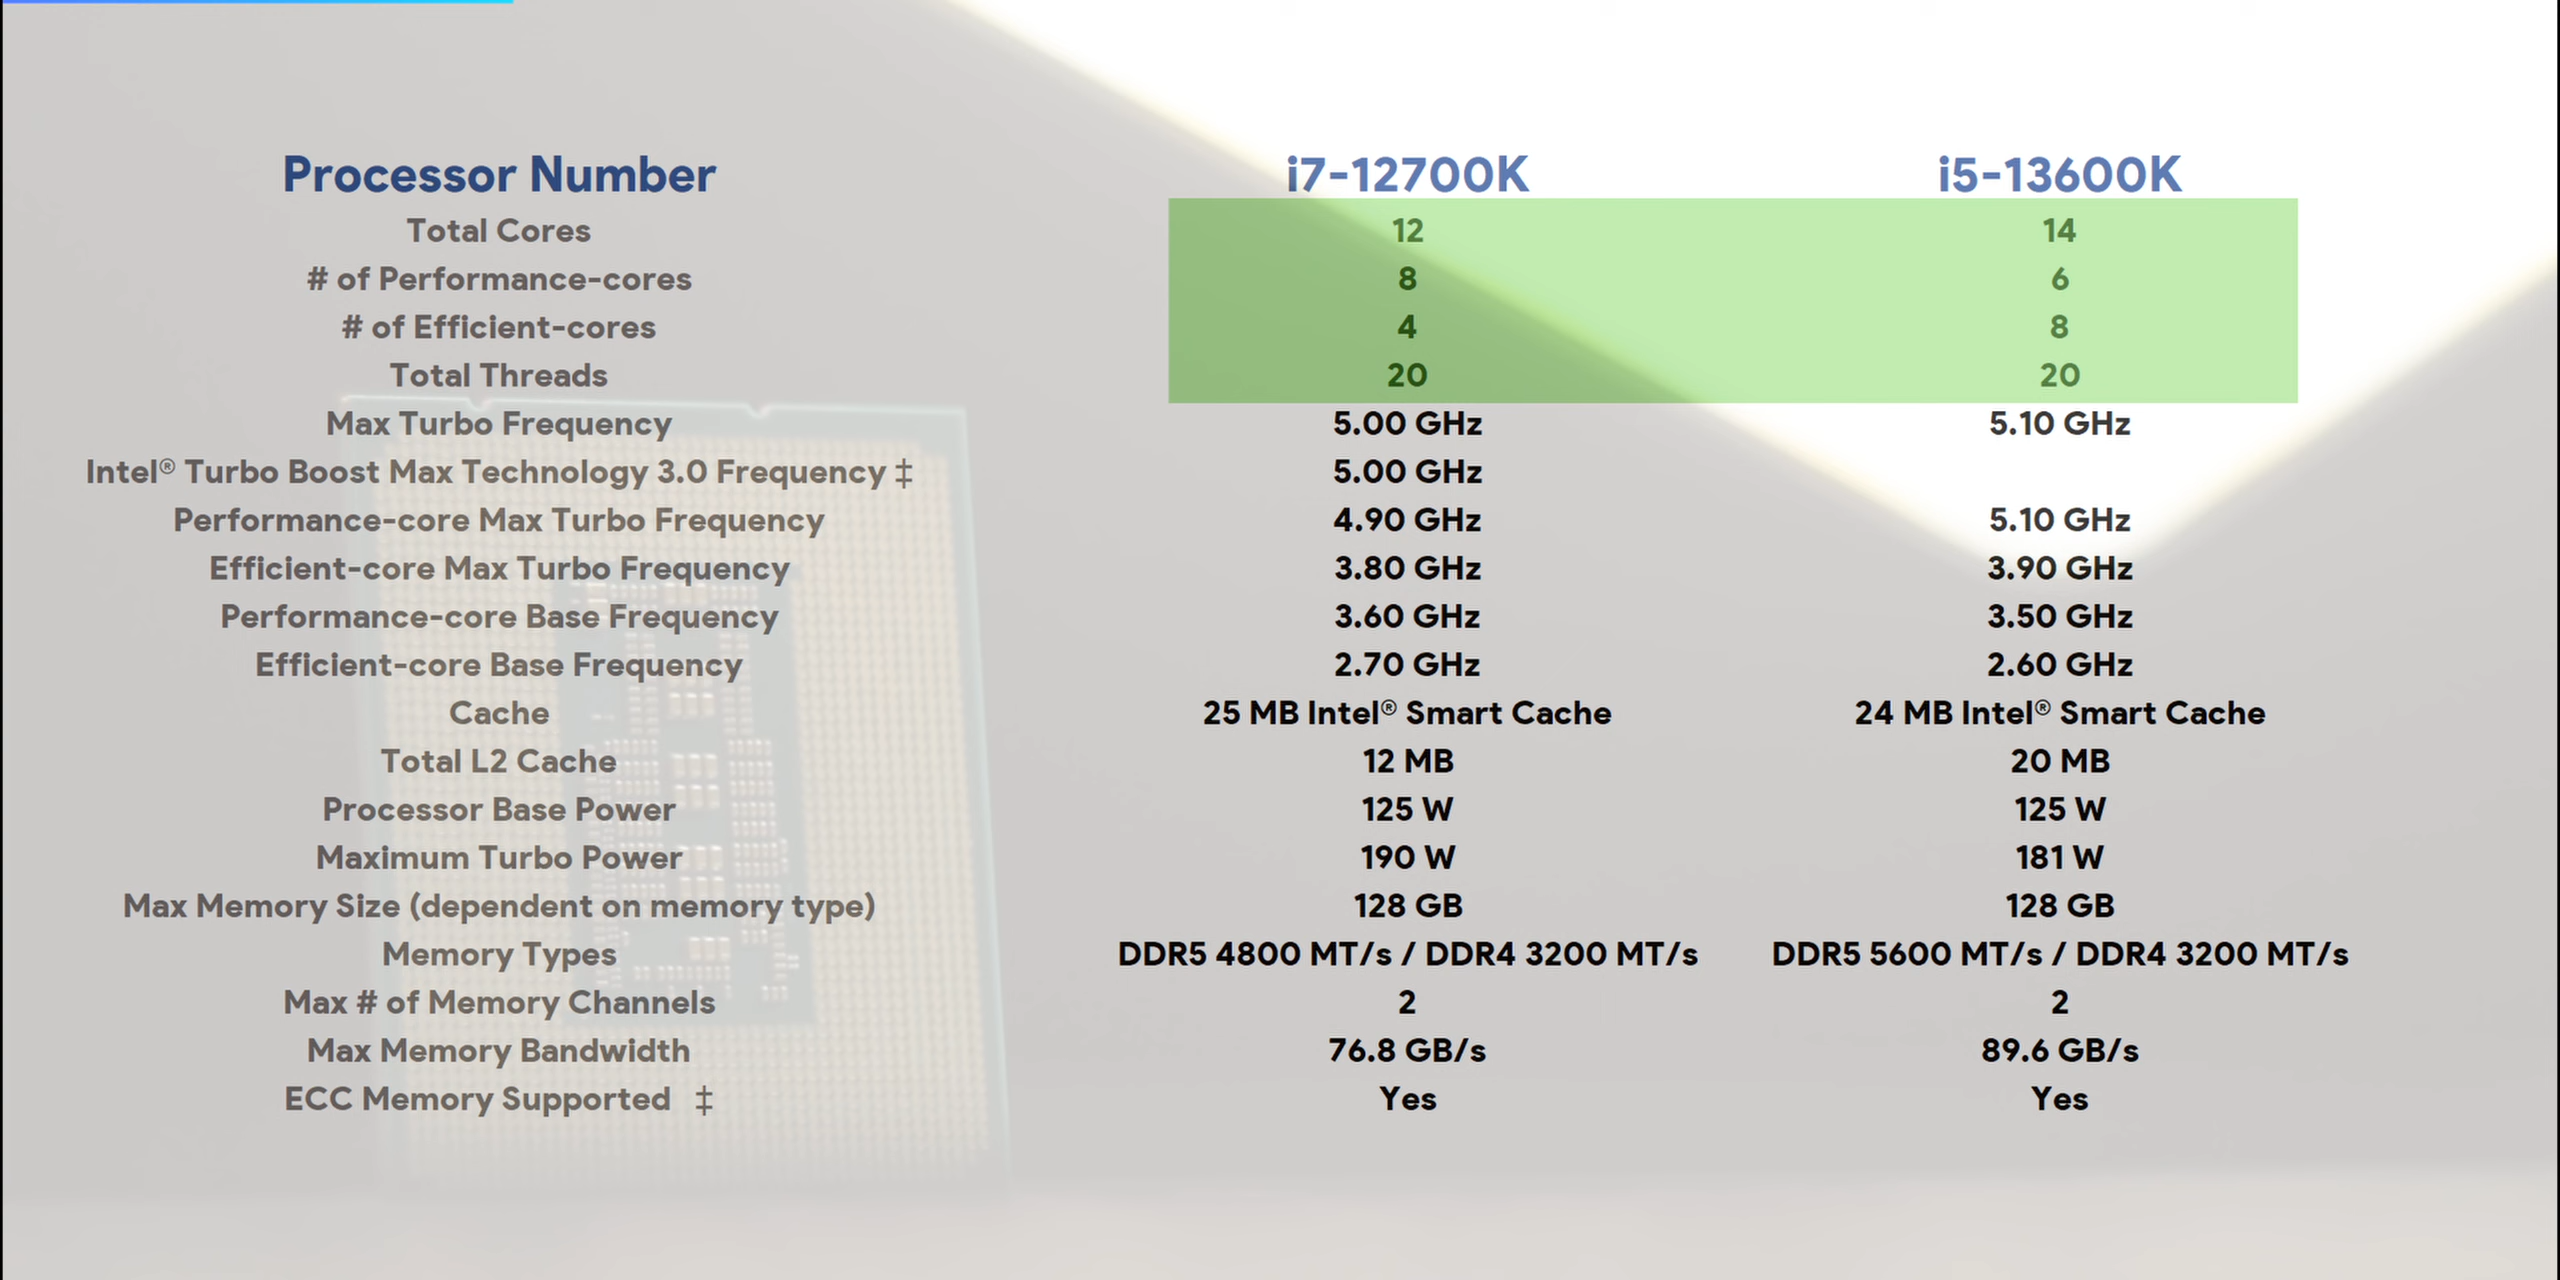 Processor Number i7-12700K i5-13600K
Total Cores 12 14
# of Performance-cores 8 6
# of Efficient-cores 4 8
Total Threads 20 20
Max Turbo Frequency 5.00 GHz 5.10 GHz
Intel® Turbo Boost Max Technology 3.0 Frequency ‡ 5.00 GHz
Performance-core Max Turbo Frequency 4.90 GHz 5.10 GHz
Efficient-core Max Turbo Frequency 3.80 GHz 3.90 GHz
Performance-core Base Frequency 3.60 GHz 3.50 GHz
Efficient-core Base Frequency 2.70 GHz 2.60 GHz
Cache 25 MB Intel® Smart Cache 24 MB Intel® Smart Cache
Total L2 Cache 12 MB 20 MB
Processor Base Power 125 W 125 W
Maximum Turbo Power 190 W 181 W
Max Memory Size (dependent on memory type) 128 GB 128 GB
Memory Types DDR5 4800 MT/s / DDR4 3200 MT/s DDR5 5600 MT/s / DDR4 3200 MT/s
Max # of Memory Channels 2 2
Max Memory Bandwidth 76.8 GB/s 89.6 GB/s
ECC Memory Supported ‡ Yes Yes